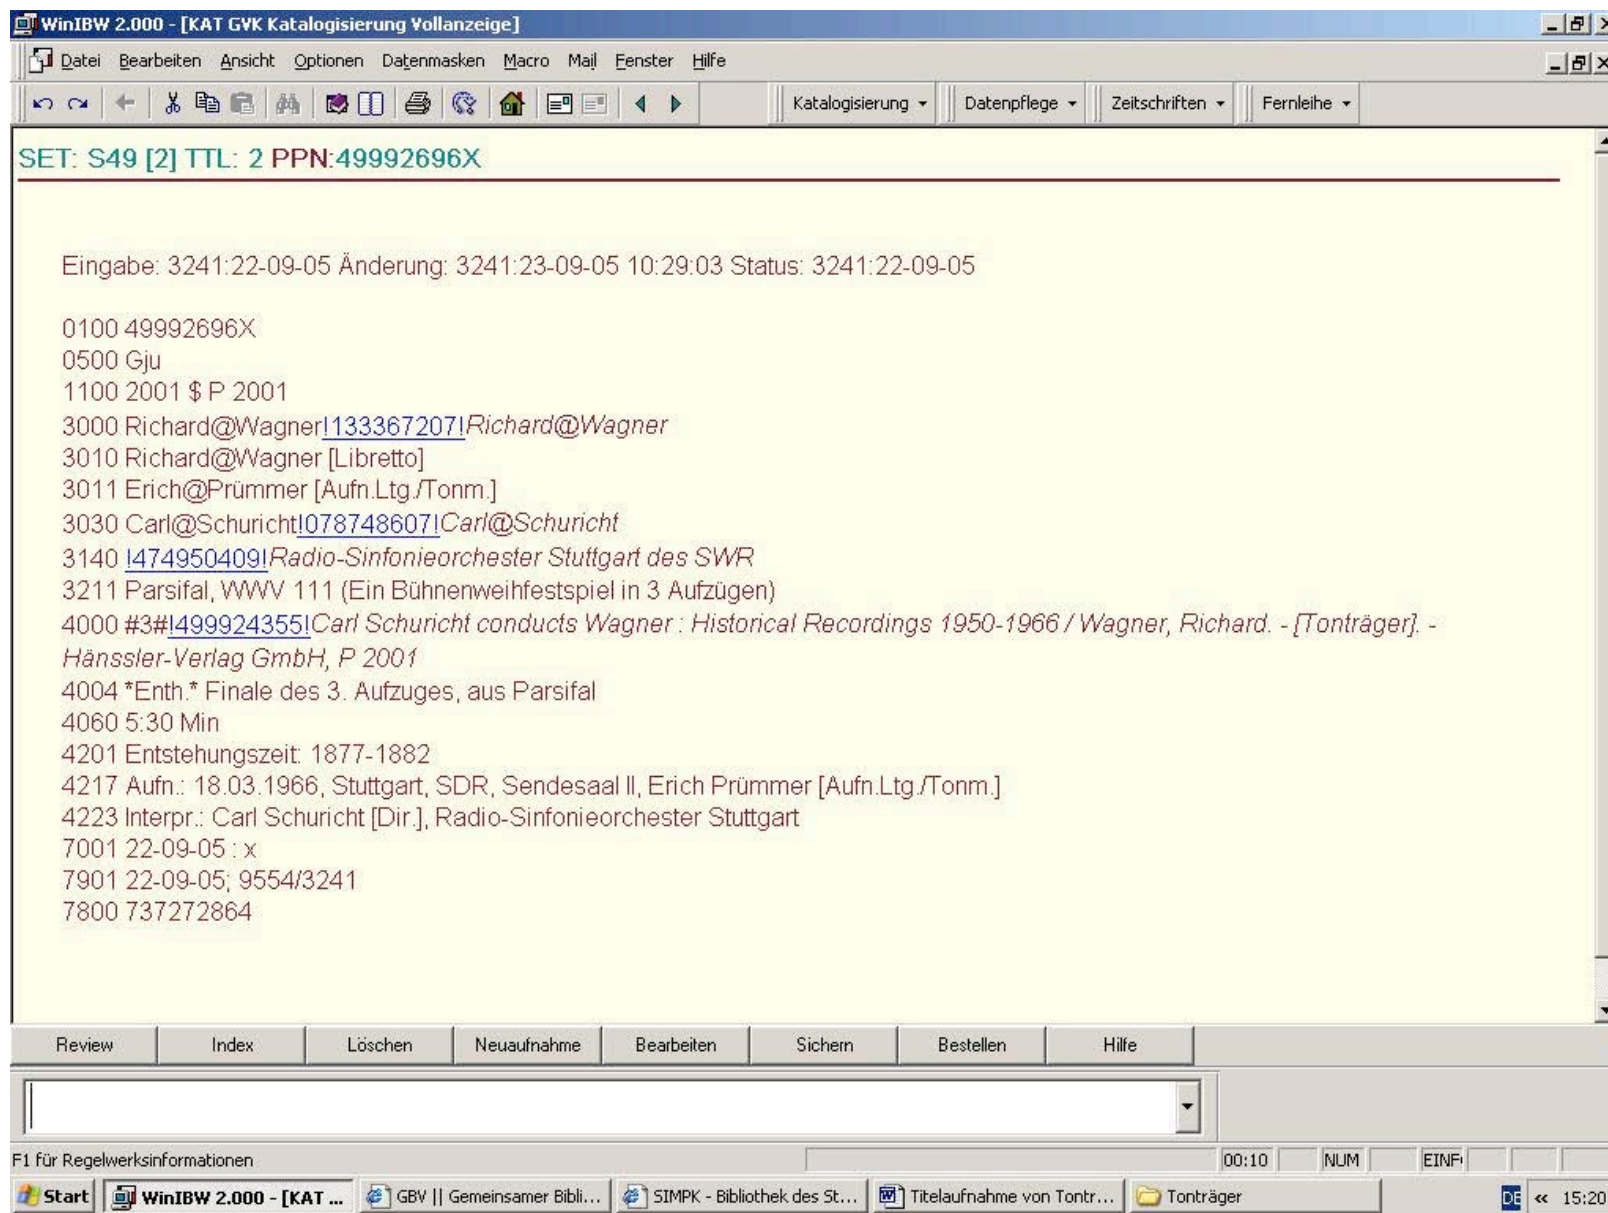 WinIBW 2.000 - [KAT GVK Katalogisierung Vollanzeige]
Datei Bearbeiten Ansicht Optionen Datenmasken Macro Mail Fenster Hilfe
Katalogisierung Datenpflege Zeitschriften Fernleihe
SET: S49 [2] TTL: 2 PPN:49992696X
Eingabe: 3241:22-09-05 Änderung: 3241:23-09-05 10:29:03 Status: 3241:22-09-05
0100 49992696X
0500 Gju
1100 2001 $ P 2001
3000 Richard@Wagner!133367207!Richard@Wagner
3010 Richard@Wagner [Libretto]
3011 Erich@Prümmer [Aufn.Ltg./Tonm.]
3030 Carl@Schuricht!078748607!Carl@Schuricht
3140 !474950409!Radio-Sinfonieorchester Stuttgart des SWR
3211 Parsifal, WWV 111 (Ein Bühnenweihfestspiel in 3 Aufzügen)
4000 #3#!499924355!Carl Schuricht conducts Wagner : Historical Recordings 1950-1966 / Wagner, Richard. - [Tonträger]. -
Hänssler-Verlag GmbH, P 2001
4004 *Enth.* Finale des 3. Aufzuges, aus Parsifal
4060 5:30 Min
4201 Entstehungszeit: 1877-1882
4217 Aufn.: 18.03.1966, Stuttgart, SDR, Sendesaal II, Erich Prümmer [Aufn.Ltg./Tonm.]
4223 Interpr.: Carl Schuricht [Dir.], Radio-Sinfonieorchester Stuttgart
7001 22-09-05 : x
7901 22-09-05; 9554/3241
7800 737272864
Review Index Löschen Neuaufnahme Bearbeiten Sichern Bestellen Hilfe
F1 für Regelwerksinformationen 00:10 NUM EINF
Start WinIBW 2.000 - [KAT ... GBV || Gemeinsamer Bibli... SIMPK - Bibliothek des St... Titelaufnahme von Tontr... Tonträger DE « 15:20